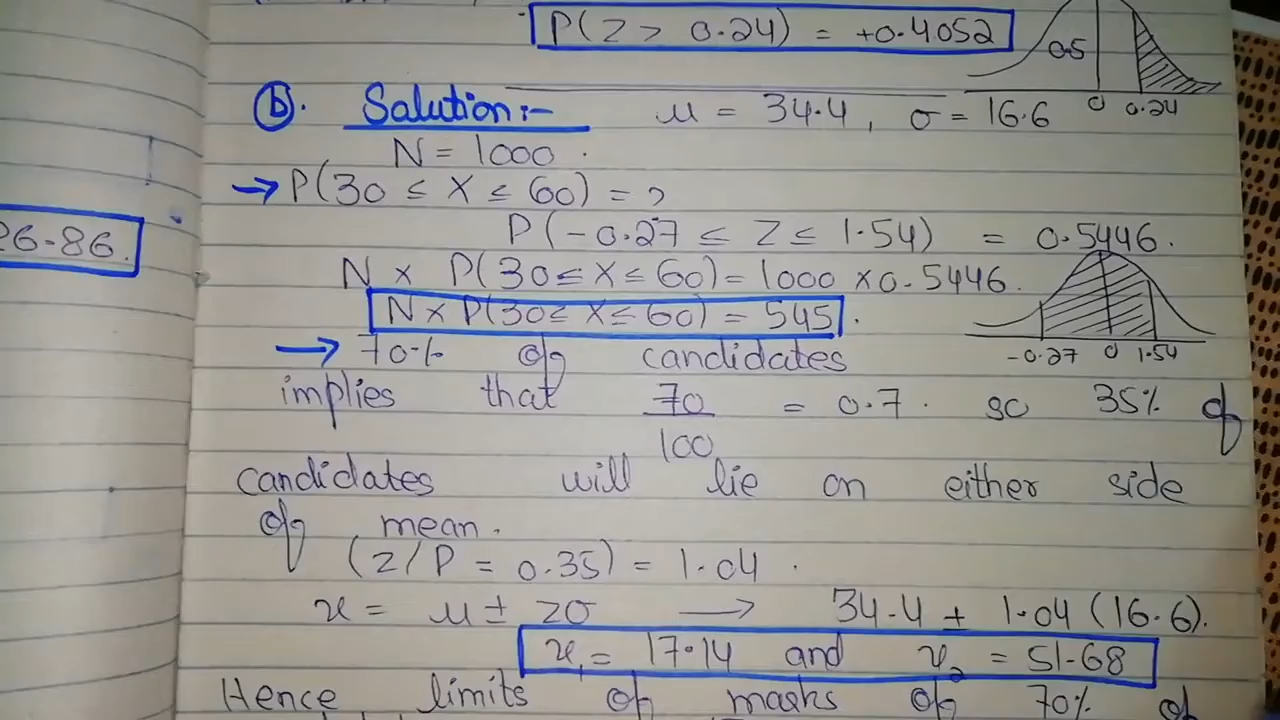 P(Z > 0.24) = +0.4052
0.5
0 0.24
(b). Solution:- μ = 34.4, σ = 16.6
N = 1000.
→ P(30 ≤ X ≤ 60) = ?
26.86.
P(-0.27 ≤ Z ≤ 1.54) = 0.5446.
N × P(30 ≤ X ≤ 60) = 1000 × 0.5446.
N × P(30 ≤ X ≤ 60) = 545.
-0.27 0 1.54
→ 70% of candidates
implies that 70/100 = 0.7. so 35% of
candidates will lie on either side
of mean.
(Z/P = 0.35) = 1.04.
x = μ ± zσ → 34.4 ± 1.04 (16.6).
x₁ = 17.14 and x₂ = 51.68
Hence limits of marks of 70% of